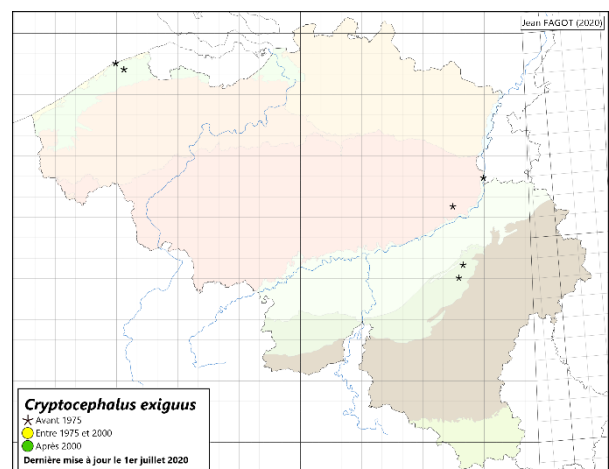 Jean FAGOT (2020)
Cryptocephalus exiguus
Avant 1975
Entre 1975 et 2000
Après 2000
Dernière mise à jour le 1er juillet 2020